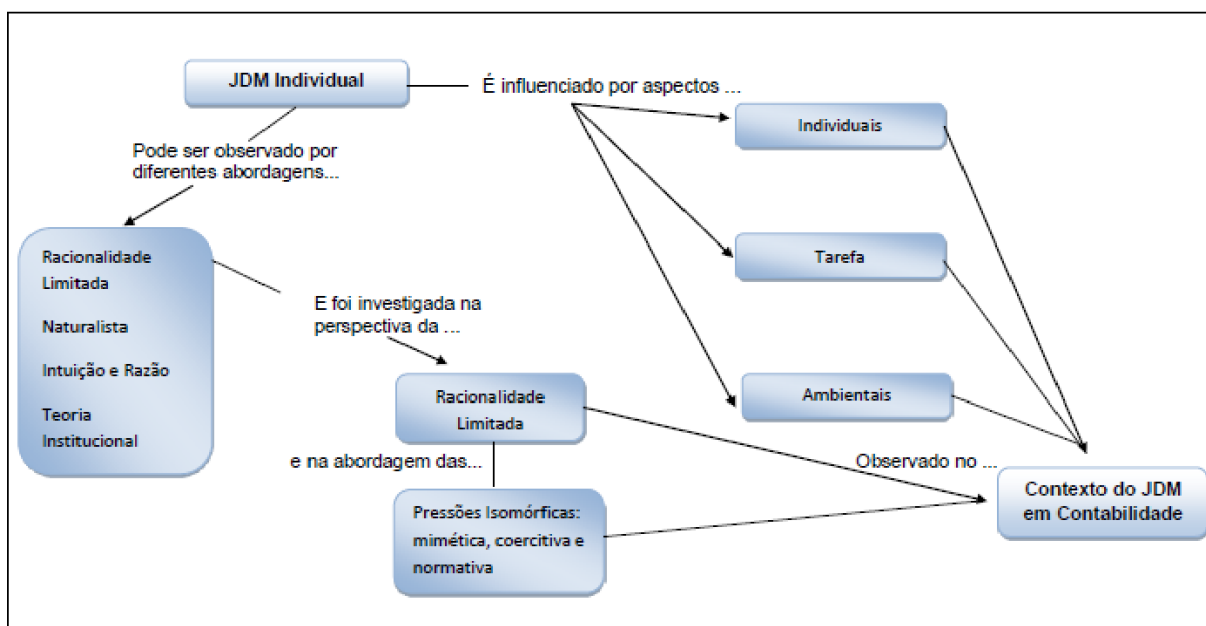 JDM Individual
É influenciado por aspectos ...
Individuais
Pode ser observado por
diferentes abordagens...
Racionalidade
Limitada
Naturalista
Intuição e Razão
Teoria
Institucional
Tarefa
E foi investigada na
perspectiva da ...
Racionalidade
Limitada
Ambientais
e na abordagem das...
Observado no ...
Pressões Isomórficas:
mimética, coercitiva e
normativa
Contexto do JDM
em Contabilidade